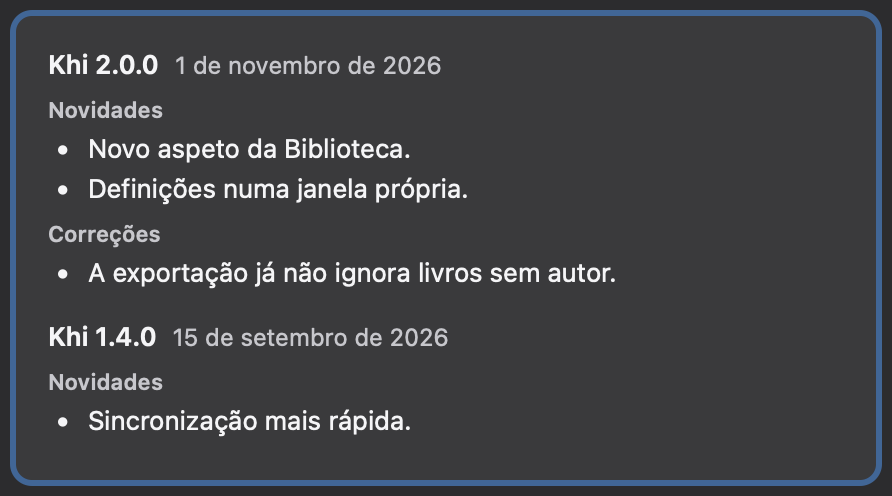 Khi 2.0.0 1 de novembro de 2026
Novidades
• Novo aspeto da Biblioteca.
• Definições numa janela própria.
Correções
• A exportação já não ignora livros sem autor.
Khi 1.4.0 15 de setembro de 2026
Novidades
• Sincronização mais rápida.